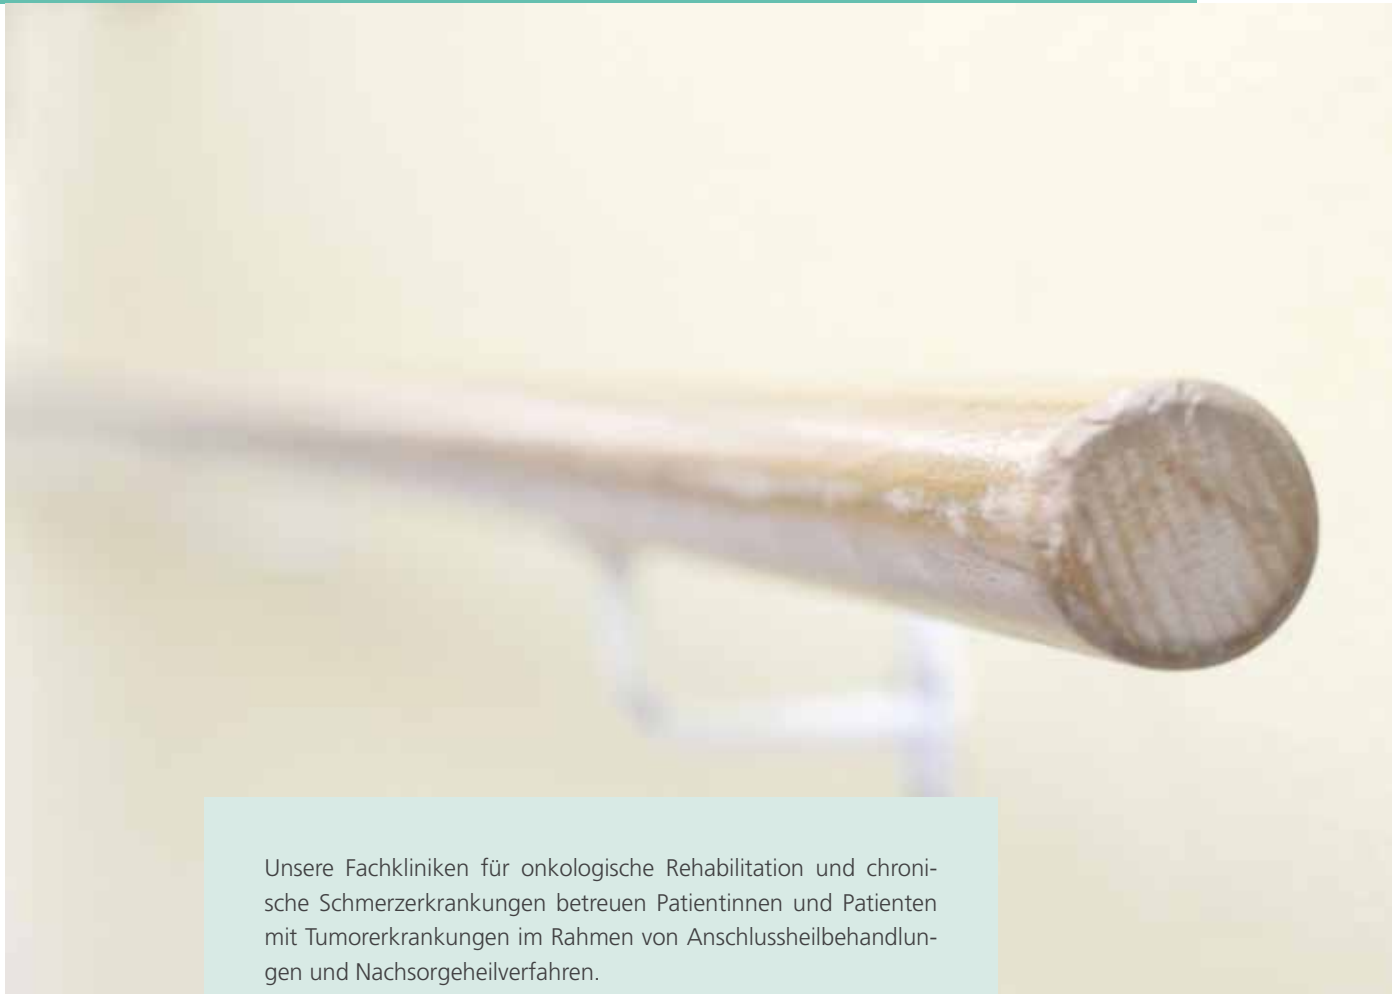 Unsere Fachkliniken für onkologische Rehabilitation und chroni-
sche Schmerzerkrankungen betreuen Patientinnen und Patienten
mit Tumorerkrankungen im Rahmen von Anschlussheilbehandlun-
gen und Nachsorgeheilverfahren.